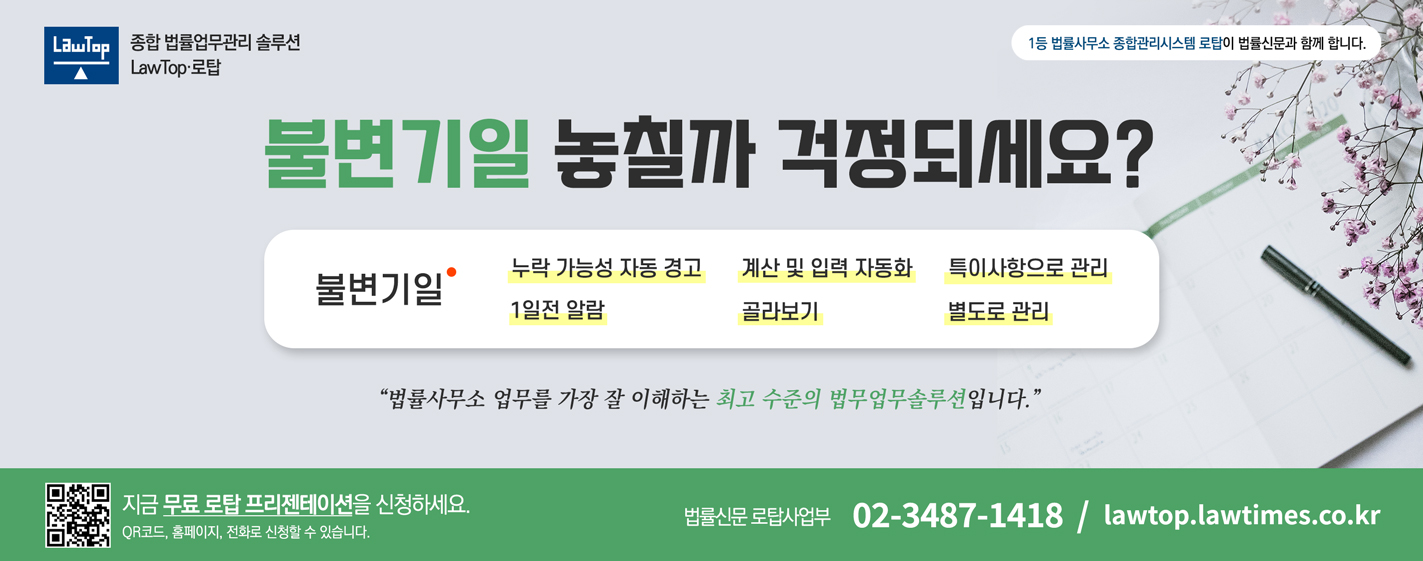 LawTop
종합 법률업무관리 솔루션
LawTop·로탑
1등 법률사무소 종합관리시스템 로탑이 법률신문과 함께 합니다.
불변기일 놓칠까 걱정되세요?
불변기일
누락 가능성 자동 경고
계산 및 입력 자동화
특이사항으로 관리
1일전 알람
골라보기
별도로 관리
“법률사무소 업무를 가장 잘 이해하는 최고 수준의 법무업무솔루션입니다.”
지금 무료 로탑 프리젠테이션을 신청하세요.
QR코드, 홈페이지, 전화로 신청할 수 있습니다.
법률신문 로탑사업부 02-3487-1418 / lawtop.lawtimes.co.kr